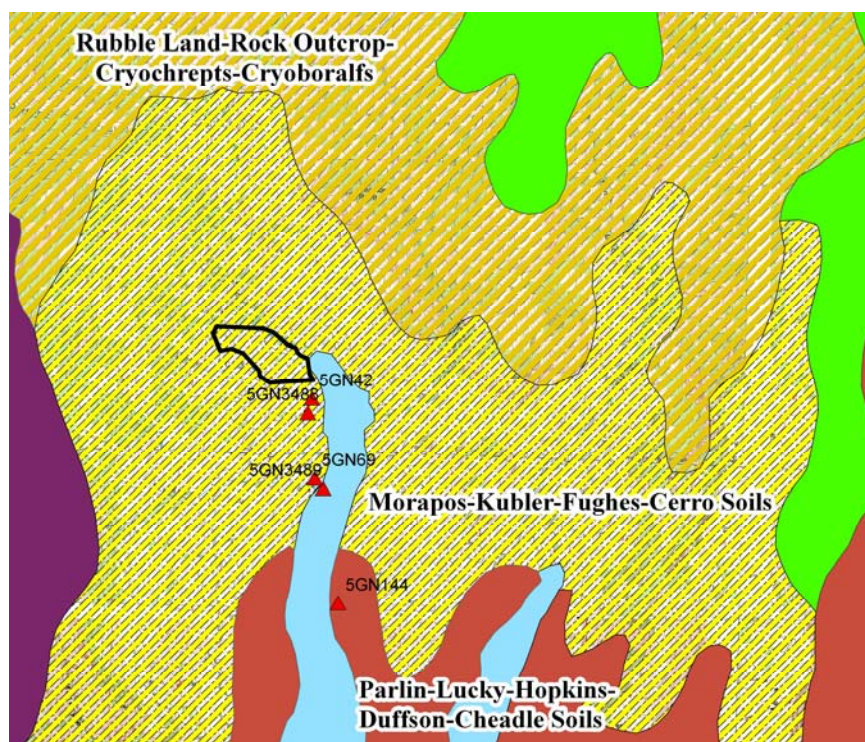 Rubble Land-Rock Outcrop-
Cryochrepts-Cryoboralfs
5GN42
5GN3488
5GN69
5GN3489
Morapos-Kubler-Fughes-Cerro Soils
5GN144
Parlin-Lucky-Hopkins-
Duffson-Cheadle Soils